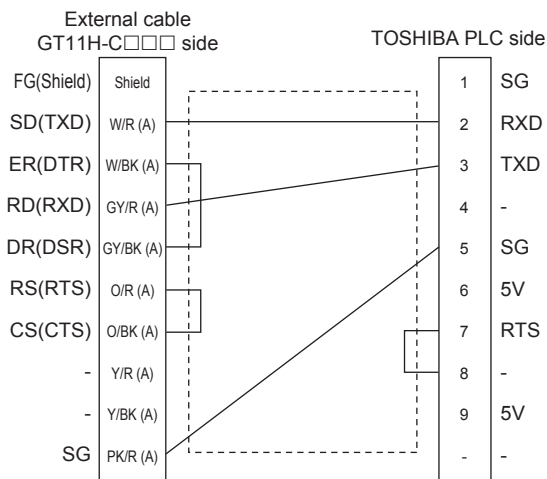 External cable
GT11H-C□□□ side
TOSHIBA PLC side
FG(Shield) Shield 1 SG
SD(TXD) W/R (A) 2 RXD
ER(DTR) W/BK (A) 3 TXD
RD(RXD) GY/R (A) 4 -
DR(DSR) GY/BK (A) 5 SG
RS(RTS) O/R (A) 6 5V
CS(CTS) O/BK (A) 7 RTS
- Y/R (A) 8 -
- Y/BK (A) 9 5V
SG PK/R (A) - -